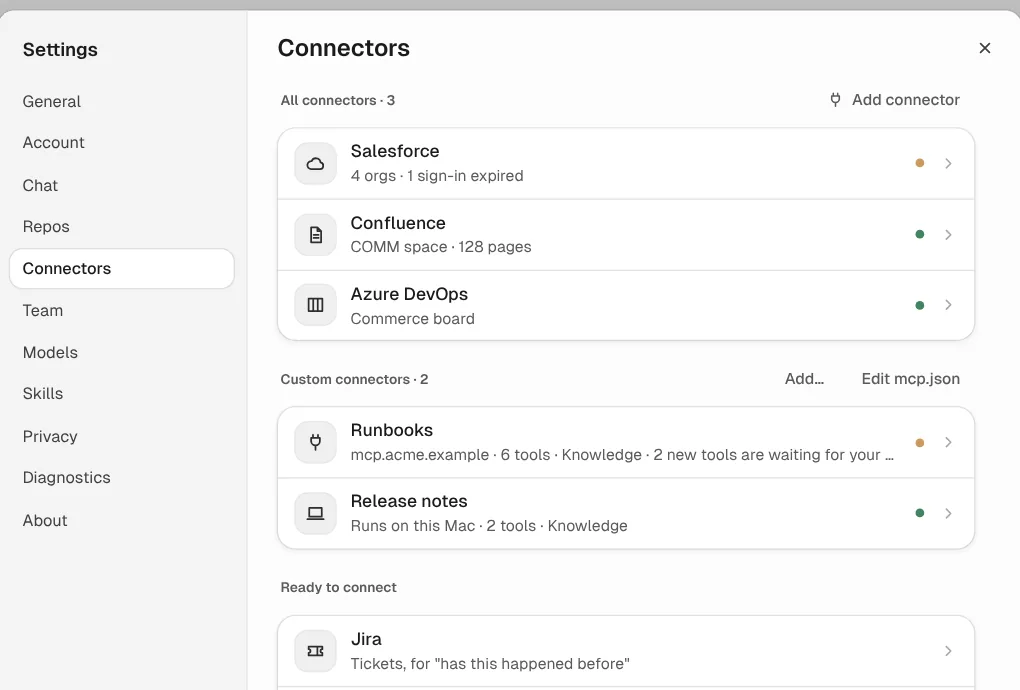 Settings
General
Account
Chat
Repos
Connectors
Team
Models
Skills
Privacy
Diagnostics
About
Connectors
All connectors · 3
Add connector
Salesforce
4 orgs · 1 sign-in expired
Confluence
COMM space · 128 pages
Azure DevOps
Commerce board
Custom connectors · 2
Add...
Edit mcp.json
Runbooks
mcp.acme.example · 6 tools · Knowledge · 2 new tools are waiting for your ...
Release notes
Runs on this Mac · 2 tools · Knowledge
Ready to connect
Jira
Tickets, for "has this happened before"